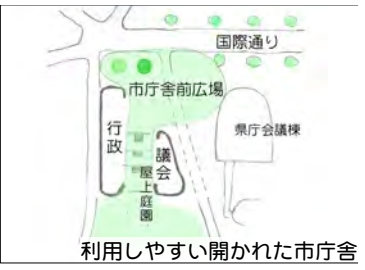 国際通り
市庁舎前広場
行政
議会
屋上庭園
県庁会議棟
利用しやすい開かれた市庁舎